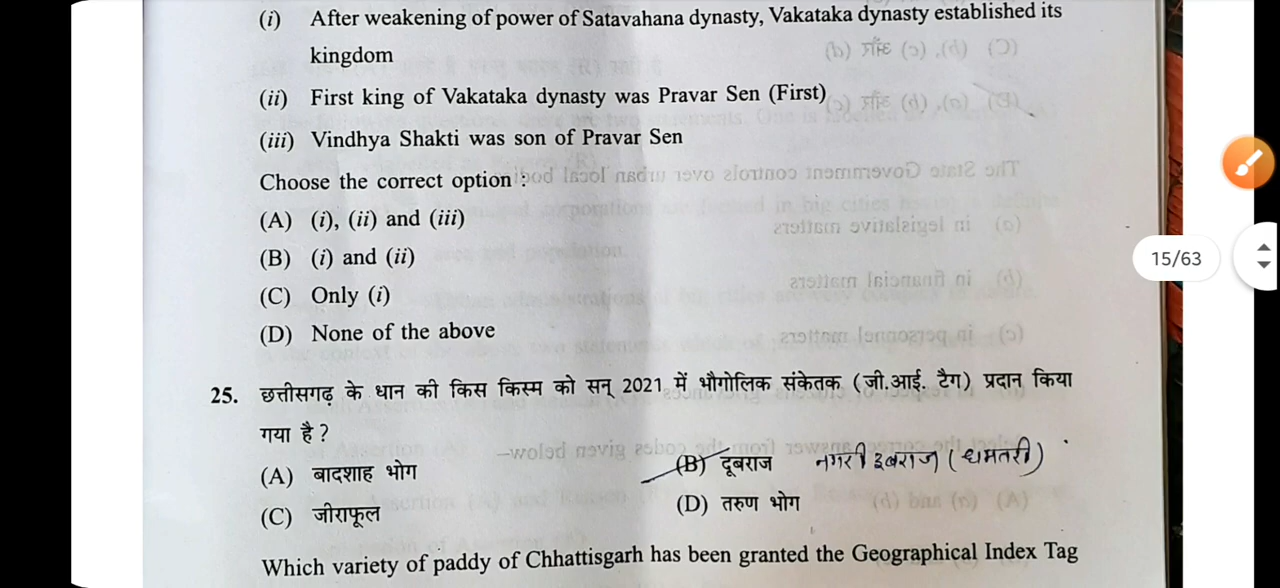 (i) After weakening of power of Satavahana dynasty, Vakataka dynasty established its
kingdom
(ii) First king of Vakataka dynasty was Pravar Sen (First)
(iii) Vindhya Shakti was son of Pravar Sen
Choose the correct option :
(A) (i), (ii) and (iii)
(B) (i) and (ii)
(C) Only (i)
(D) None of the above
15/63
25. छत्तीसगढ़ के धान की किस किस्म को सन् 2021 में भौगोलिक संकेतक (जी.आई. टैग) प्रदान किया
गया है ?
(A) बादशाह भोग
(B) दूबराज नगरी दुबराज (धमतरी)
(C) जीराफूल
(D) तरुण भोग
Which variety of paddy of Chhattisgarh has been granted the Geographical Index Tag